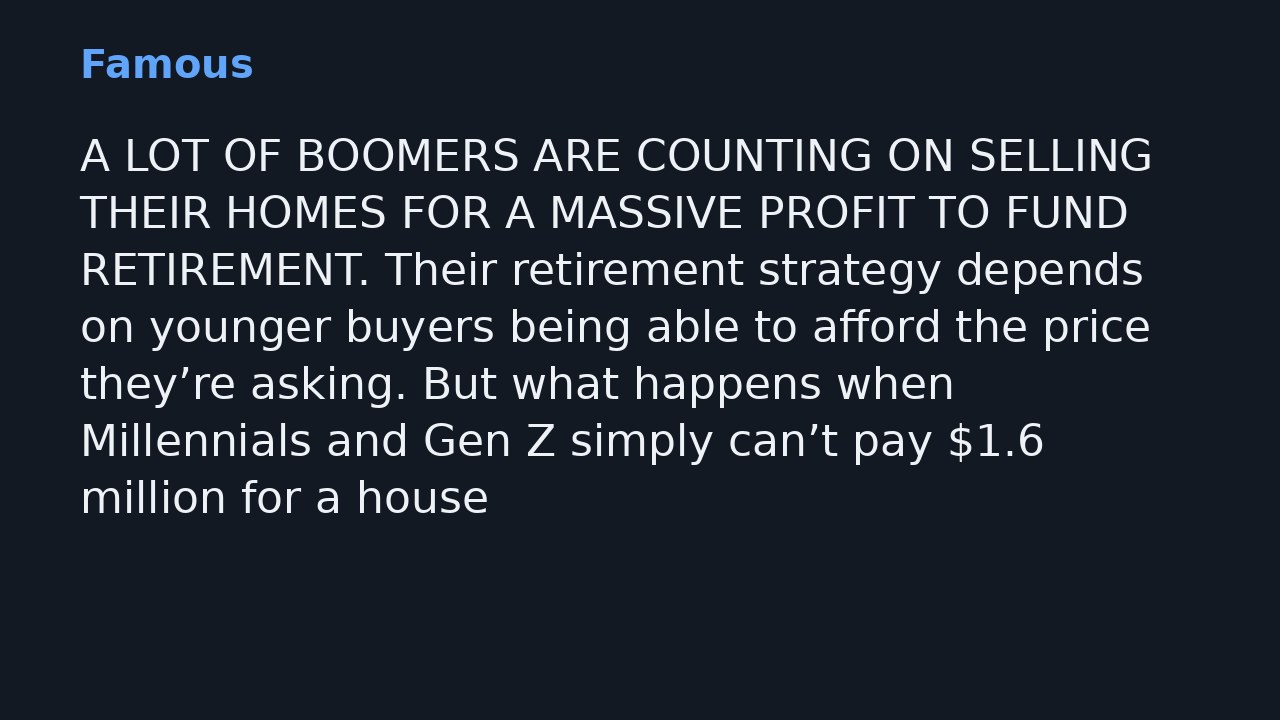 Famous
A LOT OF BOOMERS ARE COUNTING ON SELLING
THEIR HOMES FOR A MASSIVE PROFIT TO FUND
RETIREMENT. Their retirement strategy depends
on younger buyers being able to afford the price
they’re asking. But what happens when
Millennials and Gen Z simply can’t pay $1.6
million for a house